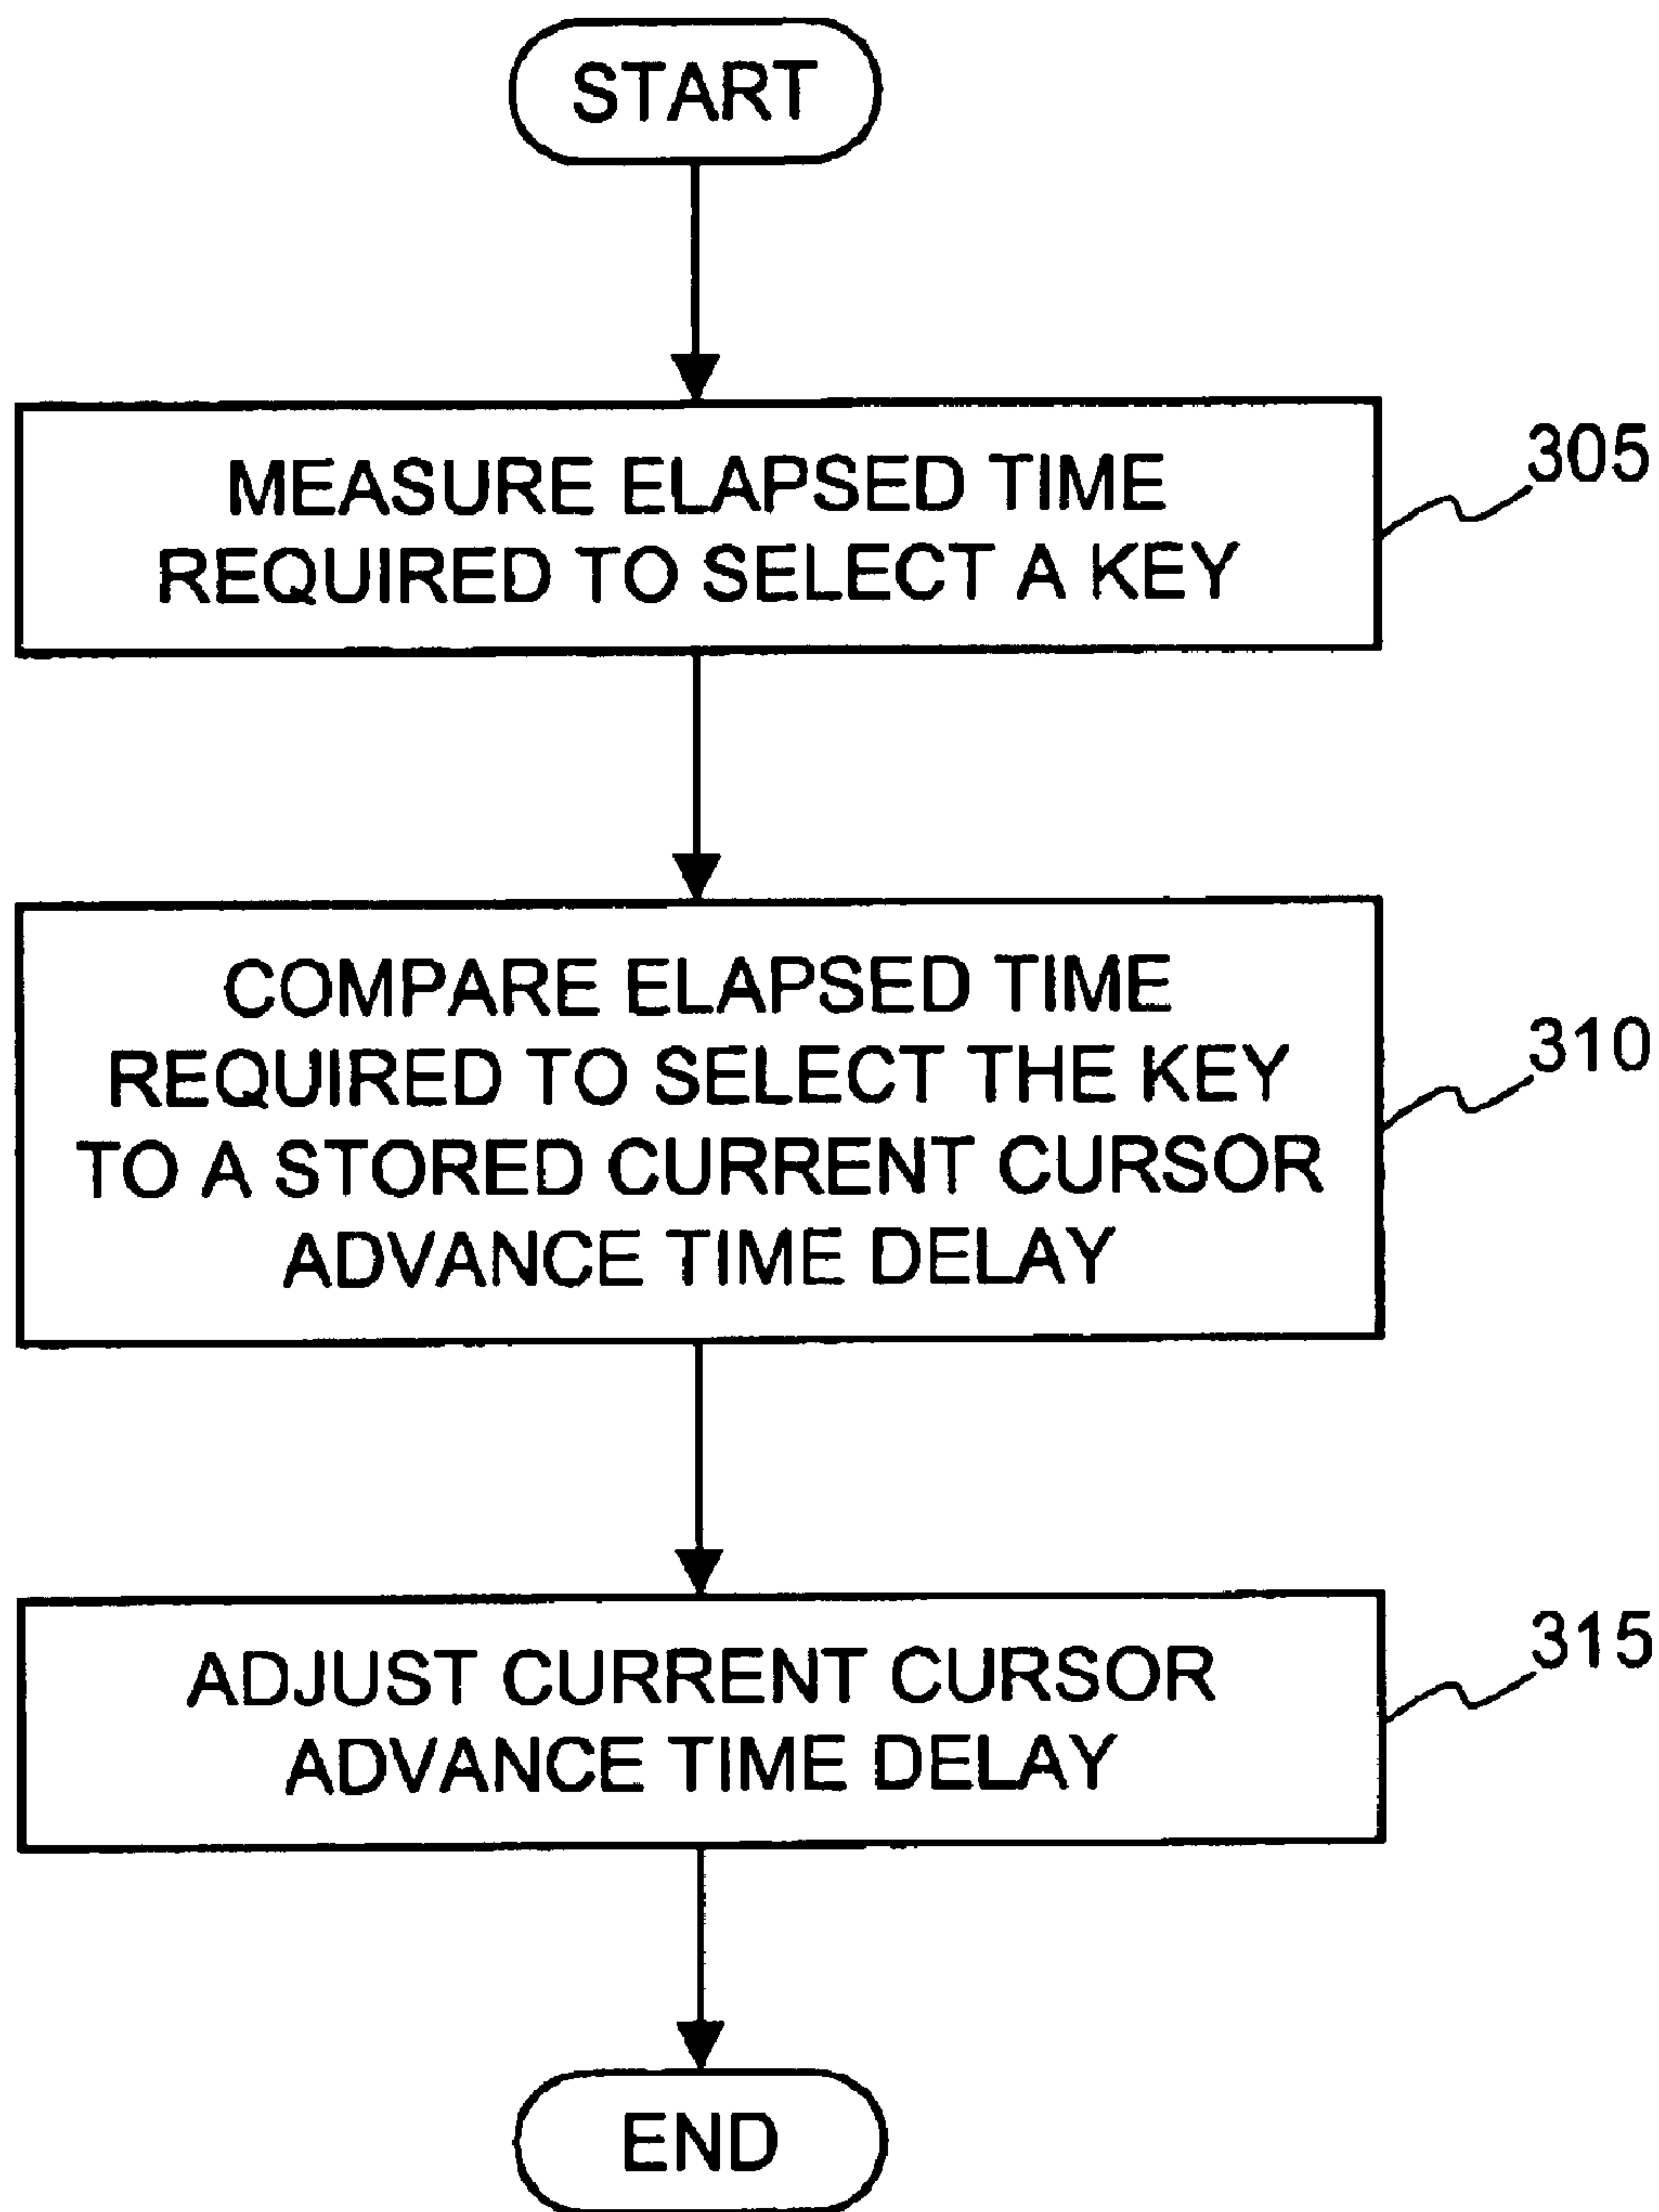 START
MEASURE ELAPSED TIME
REQUIRED TO SELECT A KEY
305
COMPARE ELAPSED TIME
REQUIRED TO SELECT THE KEY
TO A STORED CURRENT CURSOR
ADVANCE TIME DELAY
310
ADJUST CURRENT CURSOR
ADVANCE TIME DELAY
315
END